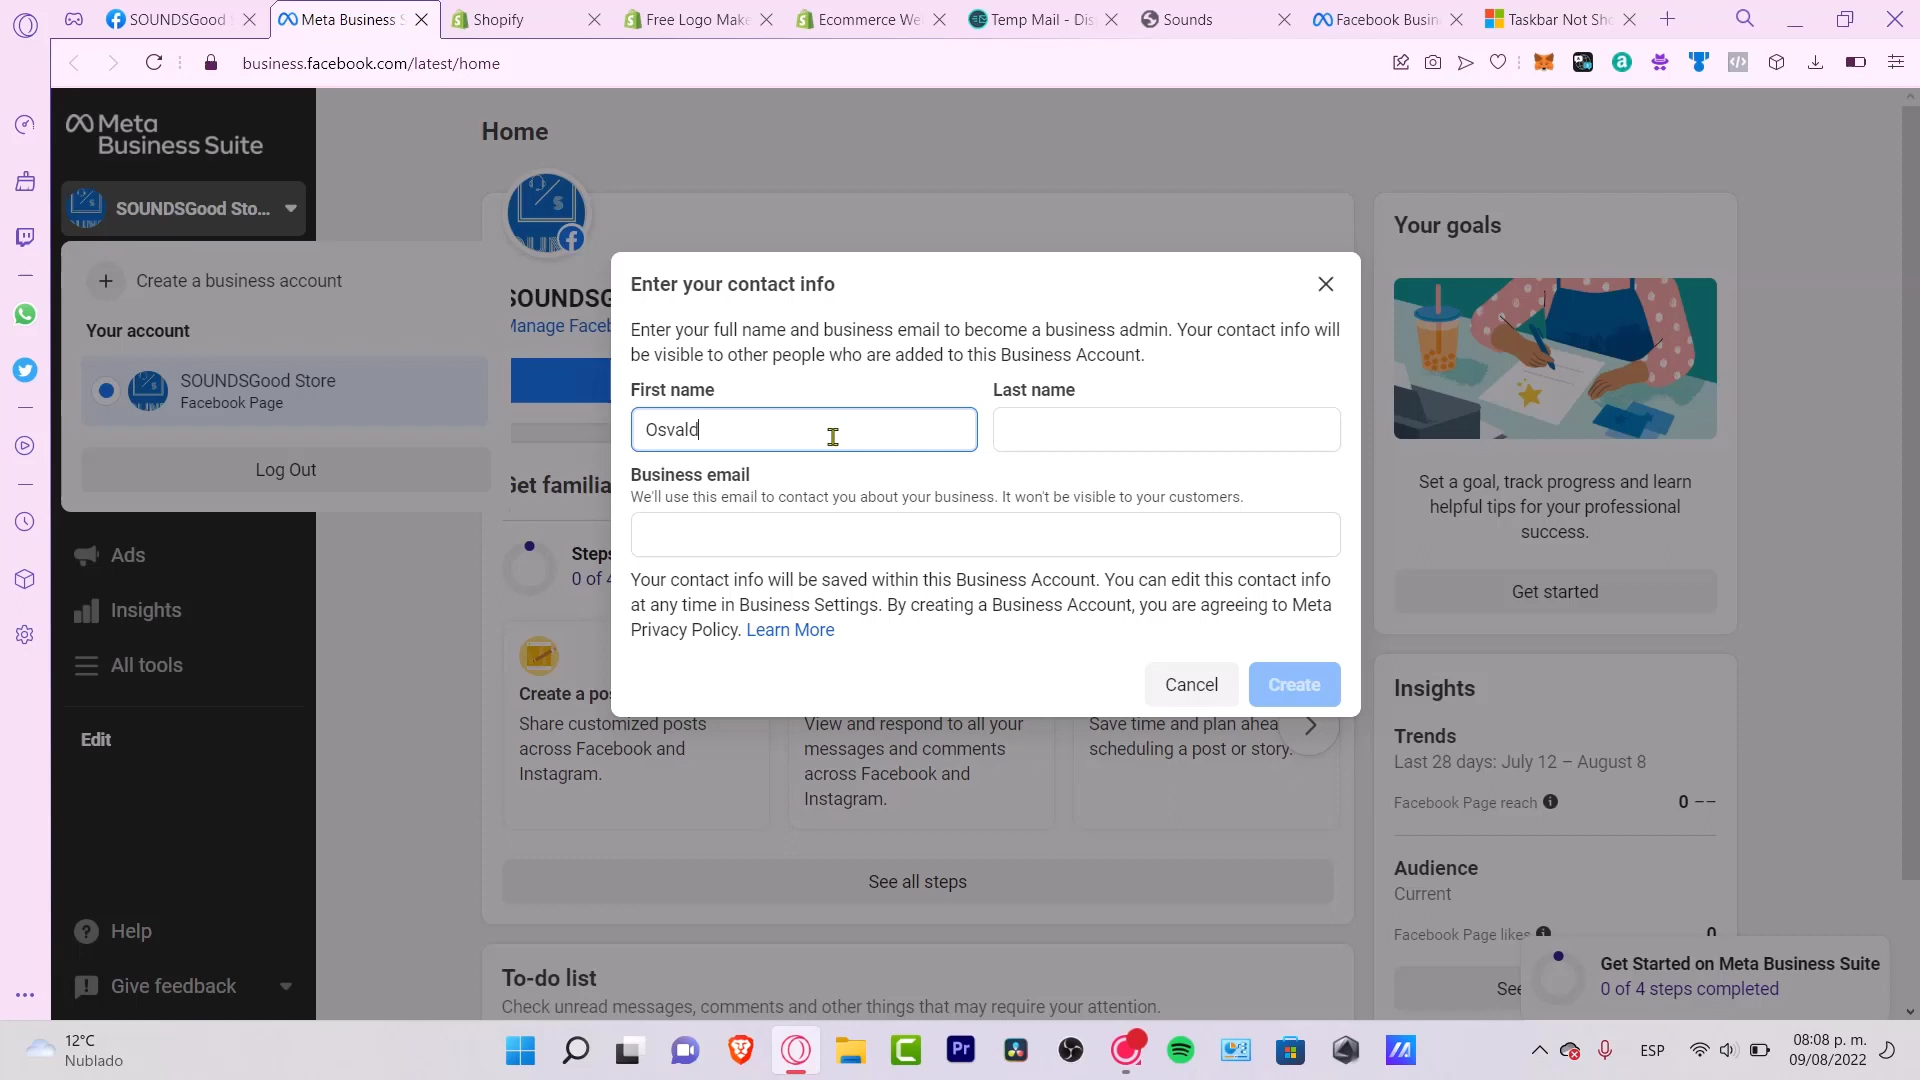 SOUNDSGood
Meta Business S
Shopify
Free Logo Make
Ecommerce We
Temp Mail - Dis
Sounds
Facebook Busin
Taskbar Not Sho
business.facebook.com/latest/home
Meta
Business Suite
SOUNDSGood Sto...
Create a business account
Your account
SOUNDSGood Store
Facebook Page
Log Out
Ads
Insights
All tools
Edit
Help
Give feedback
Home
SOUNDSG
Manage Faceb
Get familia
Steps
0 of 4
Create a pos
Share customized posts
across Facebook and
Instagram.
View and respond to all your
messages and comments
across Facebook and
Instagram.
Save time and plan ahea
scheduling a post or story.
See all steps
To-do list
Check unread messages, comments and other things that may require your attention.
Enter your contact info
Enter your full name and business email to become a business admin. Your contact info will
be visible to other people who are added to this Business Account.
First name
Last name
Osvald
Business email
We'll use this email to contact you about your business. It won't be visible to your customers.
Your contact info will be saved within this Business Account. You can edit this contact info
at any time in Business Settings. By creating a Business Account, you are agreeing to Meta
Privacy Policy. Learn More
Cancel
Create
Your goals
Set a goal, track progress and learn
helpful tips for your professional
success.
Get started
Insights
Trends
Last 28 days: July 12 – August 8
Facebook Page reach
0 --
Audience
Current
Facebook Page likes
0
See
Get Started on Meta Business Suite
0 of 4 steps completed
12°C
Nublado
ESP
08:08 p. m.
09/08/2022